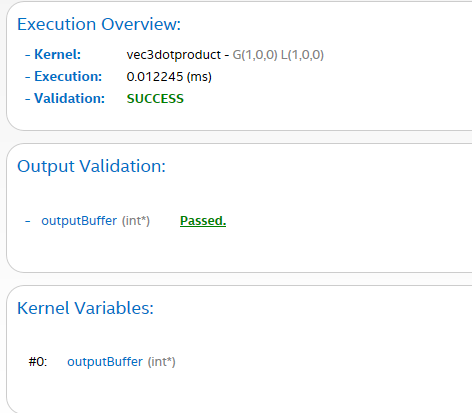 Execution Overview:
- Kernel: vec3dotproduct - G(1,0,0) L(1,0,0)
- Execution: 0.012245 (ms)
- Validation: SUCCESS
Output Validation:
- outputBuffer (int*) Passed.
Kernel Variables:
#0: outputBuffer (int*)